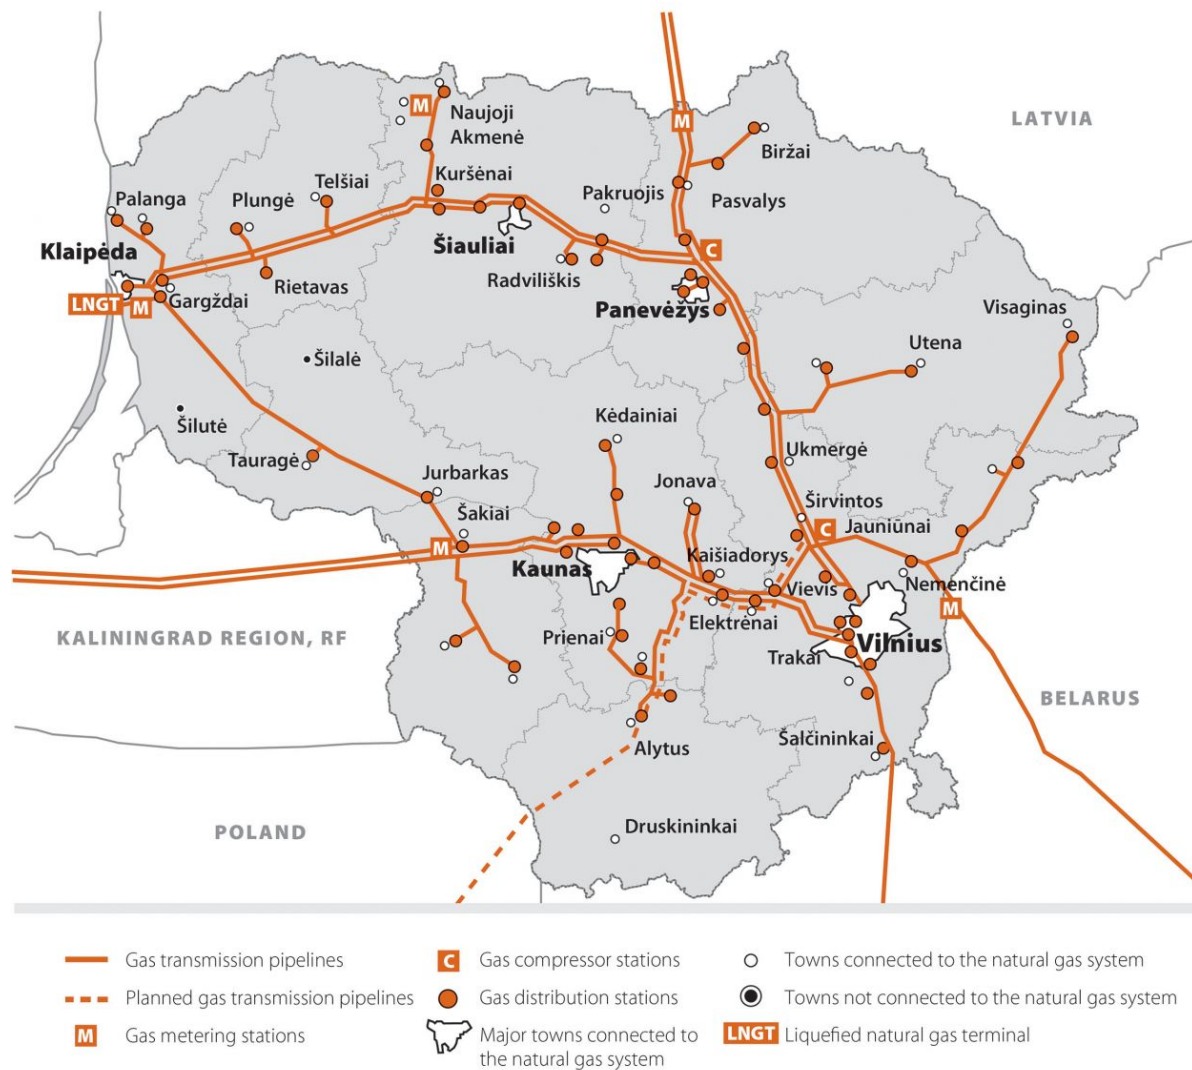 M
Naujoji
Akmenė
M
LATVIA
Biržai
Kuršėnai
Telšiai
Pakruojis
Pasvalys
Palanga
Plungė
Klaipėda
Šiauliai
C
Radviliškis
Rietavas
Gargždai
LNGT
M
Panevėžys
Visaginas
Utena
Šilalė
Šilutė
Kėdainiai
Tauragė
Ukmergė
Jurbarkas
Jonava
Širvintos
Šakiai
C
Jauniūnai
M
Kaunas
Kaišiadorys
Vievis
Nemenčinė
M
Elektrėnai
KALININGRAD REGION, RF
Prienai
Trakai
Vilnius
BELARUS
Alytus
Šalčininkai
POLAND
Druskininkai
Gas transmission pipelines
C
Gas compressor stations
Towns connected to the natural gas system
Planned gas transmission pipelines
Gas distribution stations
Towns not connected to the natural gas system
M
Gas metering stations
Major towns connected to
the natural gas system
LNGT
Liquefied natural gas terminal